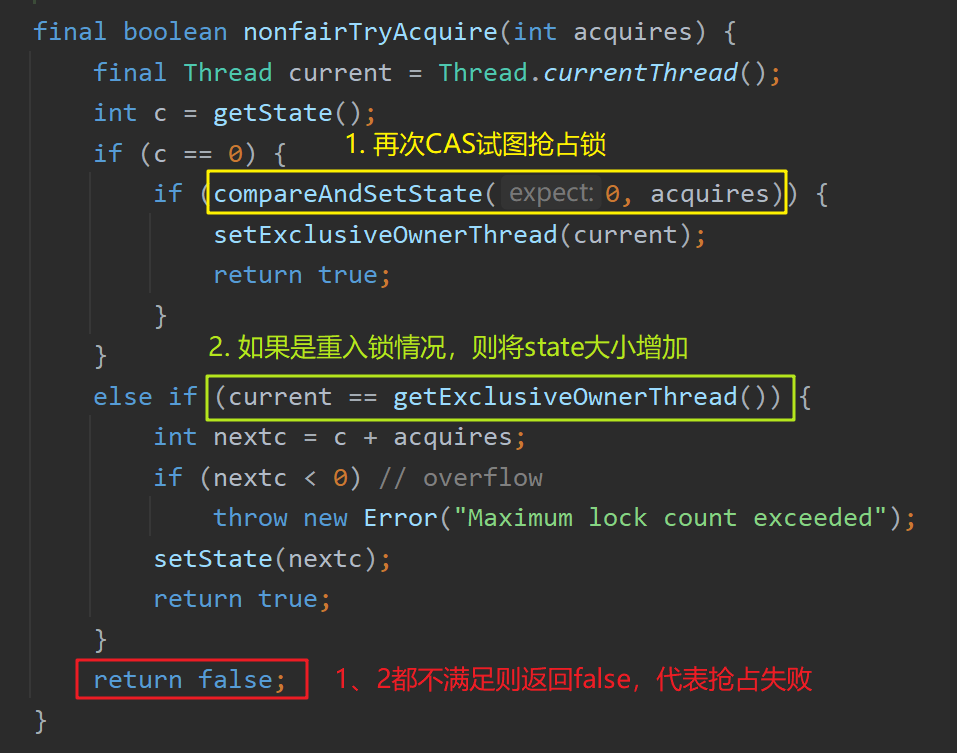 final boolean nonfairTryAcquire(int acquires) {
final Thread current = Thread.currentThread();
int c = getState();
1. 再次CAS试图抢占锁
if (c == 0) {
if (compareAndSetState( expect: 0, acquires)) {
setExclusiveOwnerThread(current);
return true;
}
2. 如果是重入锁情况，则将state大小增加
}
else if (current == getExclusiveOwnerThread()) {
int nextc = c + acquires;
if (nextc < 0) // overflow
throw new Error("Maximum lock count exceeded");
setState(nextc);
return true;
}
return false; 1、2都不满足则返回false，代表抢占失败
}